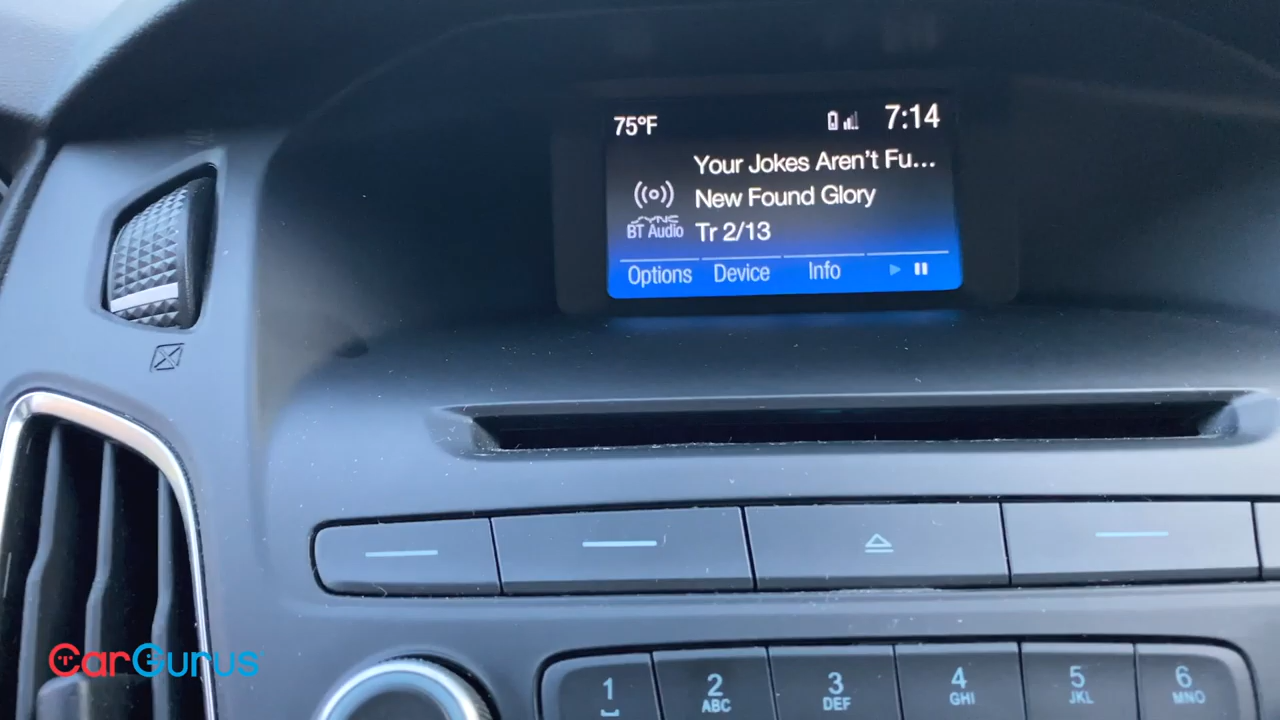 75°F
7:14
Your Jokes Aren't Fu...
New Found Glory
SYNC
BT Audio
Tr 2/13
Options Device Info
1 2 3 4 5 6
ABC DEF GHI JKL MNO
CarGurus